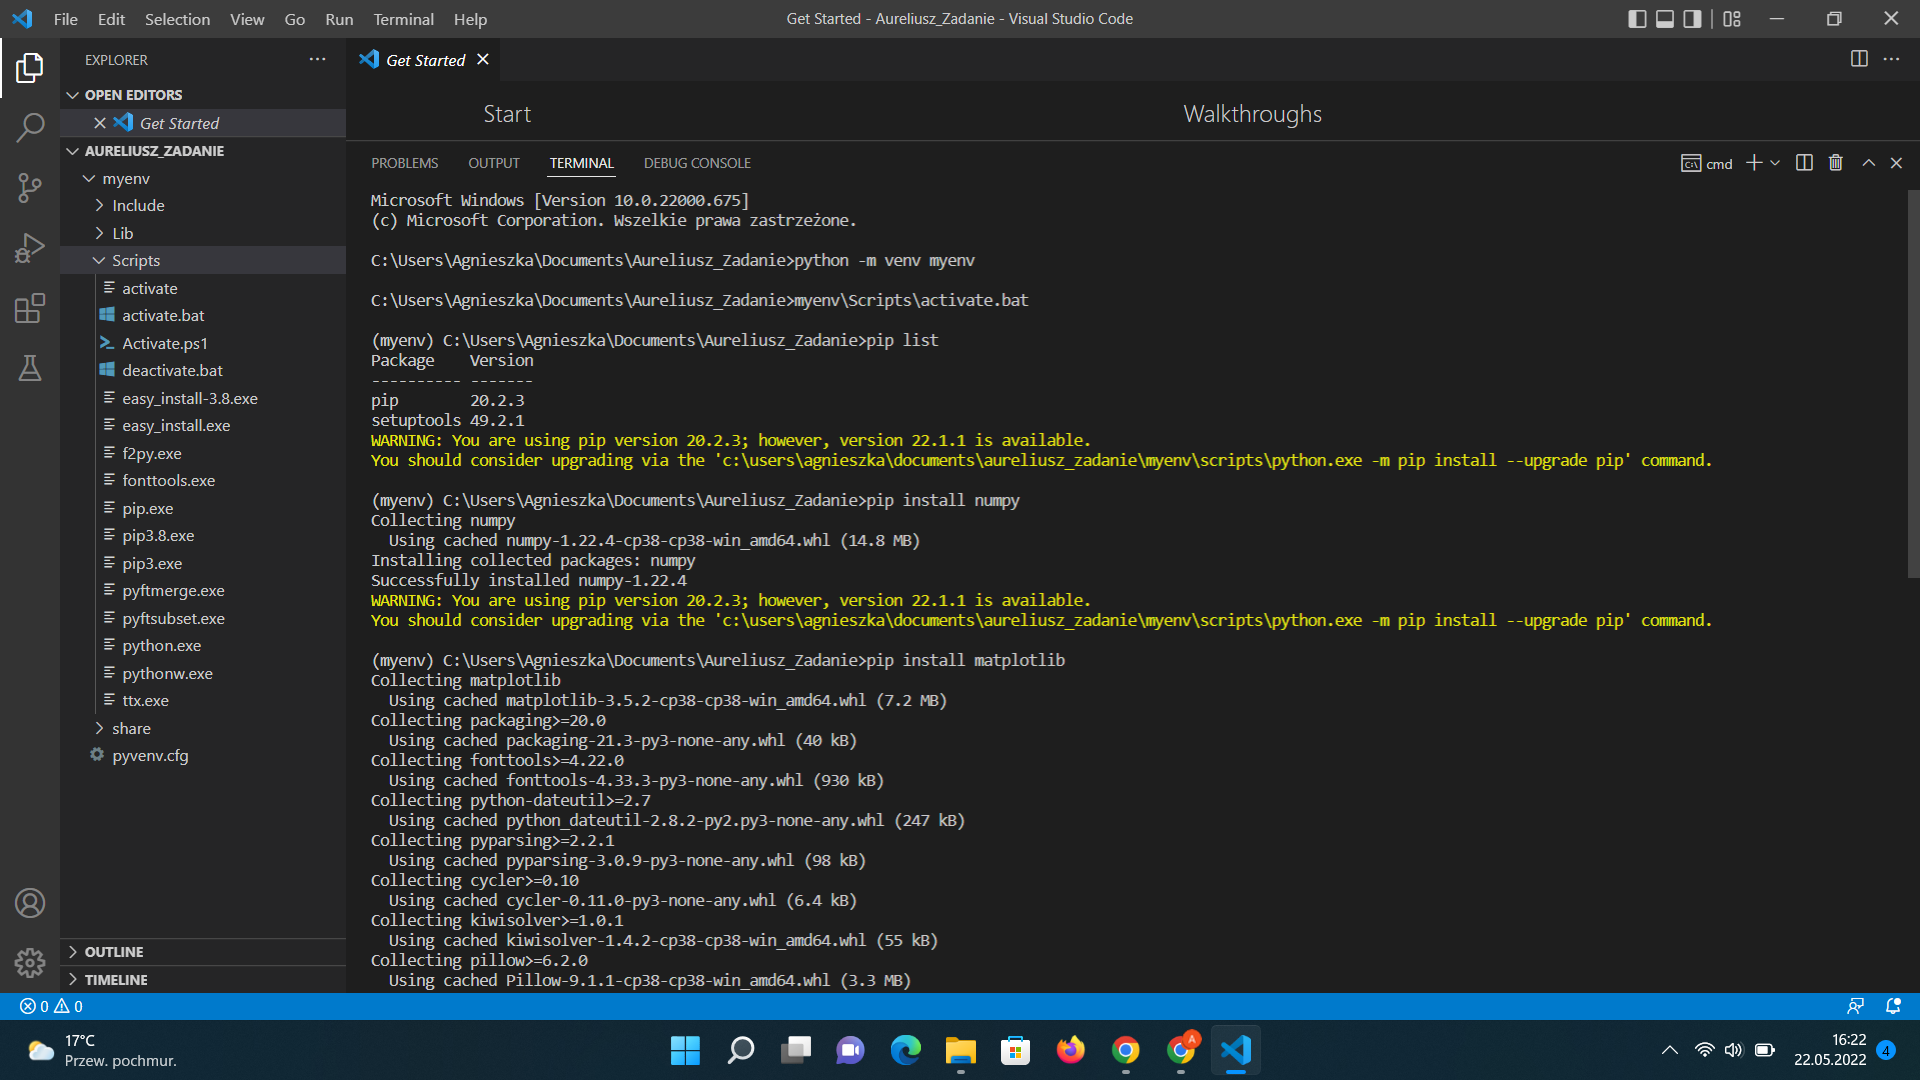 File Edit Selection View Go Run Terminal Help
Get Started - Aureliusz_Zadanie - Visual Studio Code
EXPLORER
OPEN EDITORS
Get Started
AURELIUSZ_ZADANIE
myenv
Include
Lib
Scripts
activate
activate.bat
Activate.ps1
deactivate.bat
easy_install-3.8.exe
easy_install.exe
f2py.exe
fonttools.exe
pip.exe
pip3.8.exe
pip3.exe
pyftmerge.exe
pyftsubset.exe
python.exe
pythonw.exe
ttx.exe
share
pyvenv.cfg
OUTLINE
TIMELINE
Get Started
Start
Walkthroughs
PROBLEMS OUTPUT TERMINAL DEBUG CONSOLE
cmd
Microsoft Windows [Version 10.0.22000.675]
(c) Microsoft Corporation. Wszelkie prawa zastrzeżone.
C:\Users\Agnieszka\Documents\Aureliusz_Zadanie>python -m venv myenv
C:\Users\Agnieszka\Documents\Aureliusz_Zadanie>myenv\Scripts\activate.bat
(myenv) C:\Users\Agnieszka\Documents\Aureliusz_Zadanie>pip list
Package    Version
---------- -------
pip        20.2.3
setuptools 49.2.1
WARNING: You are using pip version 20.2.3; however, version 22.1.1 is available.
You should consider upgrading via the 'c:\users\agnieszka\documents\aureliusz_zadanie\myenv\scripts\python.exe -m pip install --upgrade pip' command.
(myenv) C:\Users\Agnieszka\Documents\Aureliusz_Zadanie>pip install numpy
Collecting numpy
  Using cached numpy-1.22.4-cp38-cp38-win_amd64.whl (14.8 MB)
Installing collected packages: numpy
Successfully installed numpy-1.22.4
WARNING: You are using pip version 20.2.3; however, version 22.1.1 is available.
You should consider upgrading via the 'c:\users\agnieszka\documents\aureliusz_zadanie\myenv\scripts\python.exe -m pip install --upgrade pip' command.
(myenv) C:\Users\Agnieszka\Documents\Aureliusz_Zadanie>pip install matplotlib
Collecting matplotlib
  Using cached matplotlib-3.5.2-cp38-cp38-win_amd64.whl (7.2 MB)
Collecting packaging>=20.0
  Using cached packaging-21.3-py3-none-any.whl (40 kB)
Collecting fonttools>=4.22.0
  Using cached fonttools-4.33.3-py3-none-any.whl (930 kB)
Collecting python-dateutil>=2.7
  Using cached python_dateutil-2.8.2-py2.py3-none-any.whl (247 kB)
Collecting pyparsing>=2.2.1
  Using cached pyparsing-3.0.9-py3-none-any.whl (98 kB)
Collecting cycler>=0.10
  Using cached cycler-0.11.0-py3-none-any.whl (6.4 kB)
Collecting kiwisolver>=1.0.1
  Using cached kiwisolver-1.4.2-cp38-cp38-win_amd64.whl (55 kB)
Collecting pillow>=6.2.0
  Using cached Pillow-9.1.1-cp38-cp38-win_amd64.whl (3.3 MB)
0 0
17°C
Przew. pochmur.
A
16:22
22.05.2022
4